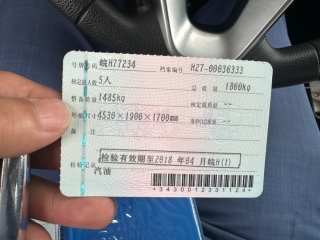 号牌号码 皖H77234 档案编号 H27-00036333
核定载人数 5人 总质量 1860kg
整备质量 1485kg 核定载质量 --
外廓尺寸 4530×1900×1700mm 准牵引总质量 --
备注
检验有效期至2018年04月皖H(1)
检验记录 汽油
*3430012331124*